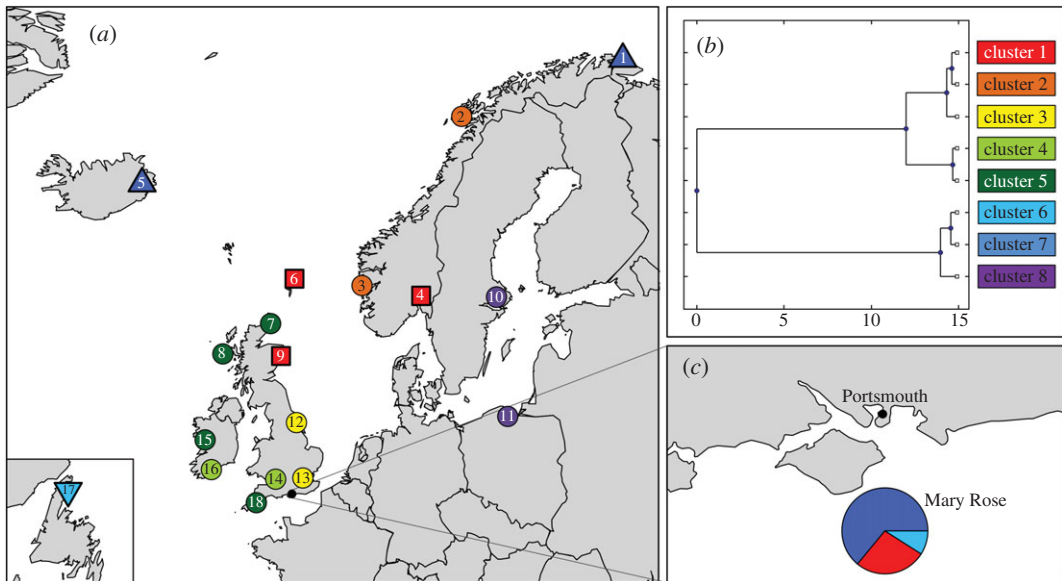 (a)
1
2
5
6
3
4
10
7
8
9
11
12
15
16
14
13
18
17
(b)
cluster 1
cluster 2
cluster 3
cluster 4
cluster 5
cluster 6
cluster 7
cluster 8
0 5 10 15
(c)
Portsmouth
Mary Rose